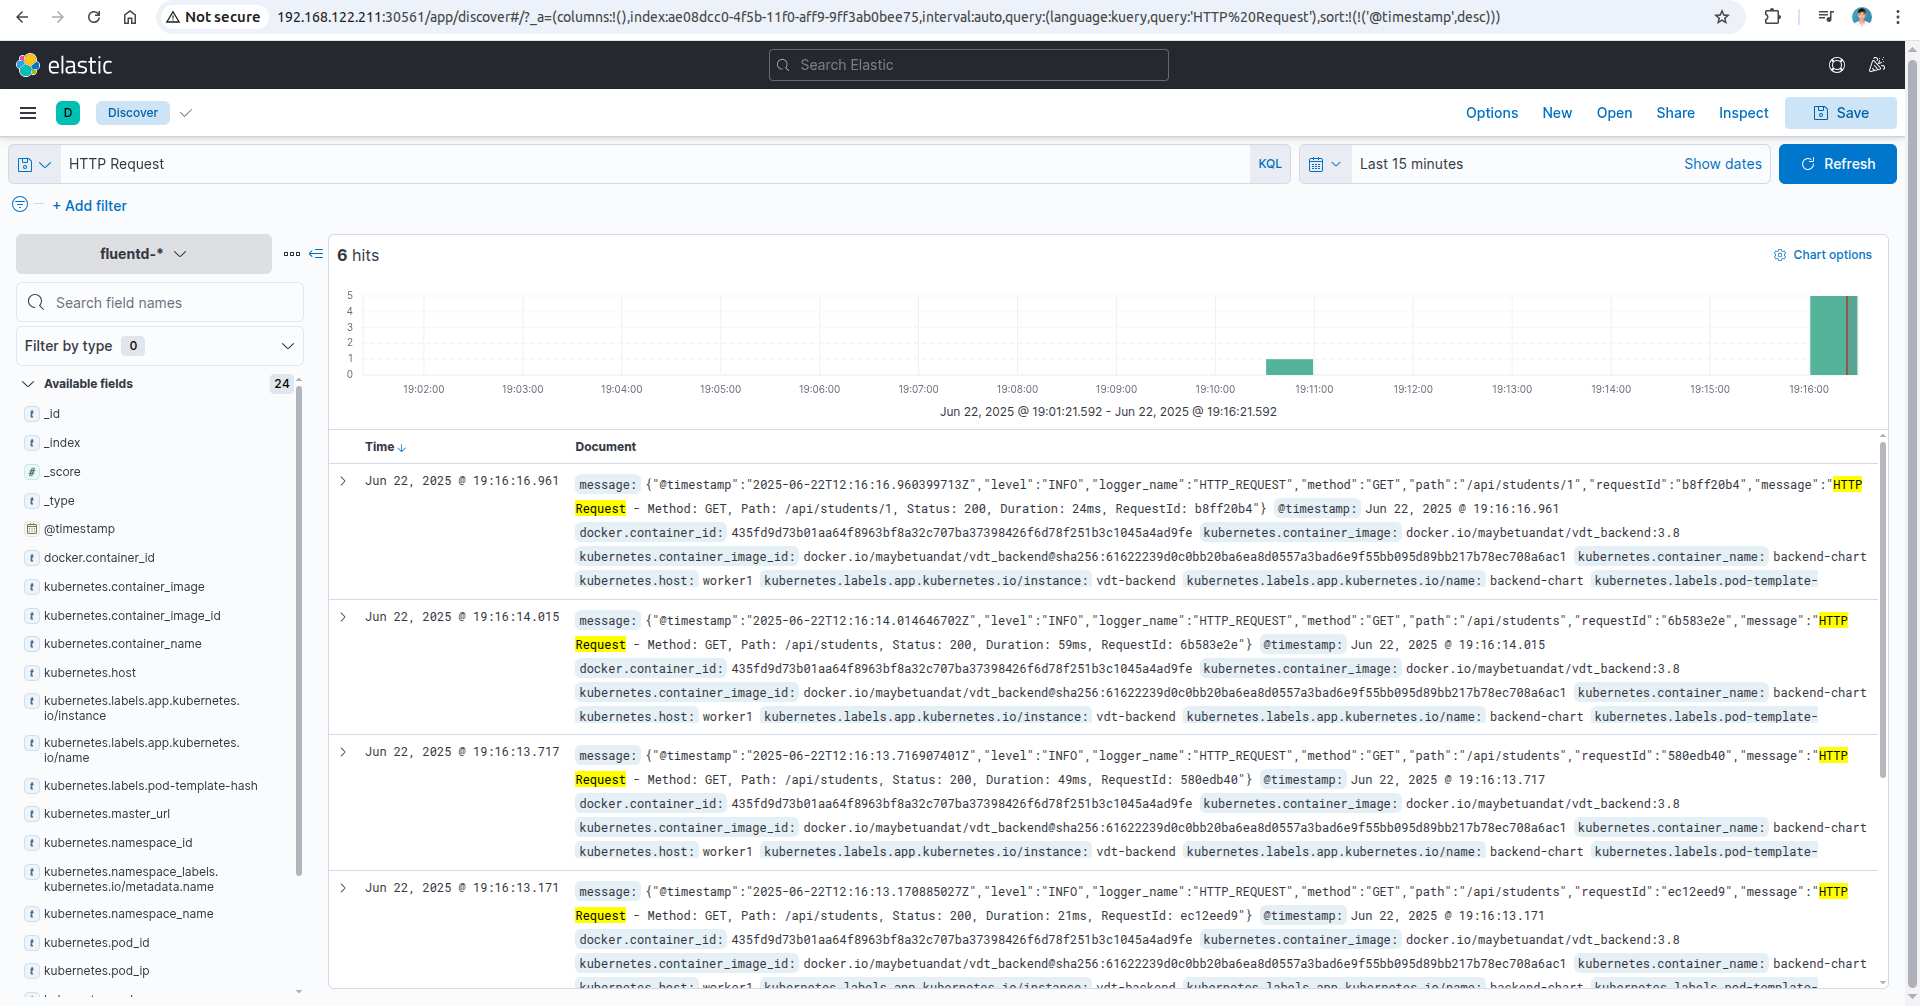 Not secure 192.168.122.211:30561/app/discover#/?_a=(columns:!(),index:ae08dcc0-4f5b-11f0-aff9-9ff3ab0bee75,interval:auto,query:(language:kuery,query:'HTTP%20Request'),sort:!(!('@timestamp',desc)))
elastic
Search Elastic
D Discover Options New Open Share Inspect Save
HTTP Request KQL Last 15 minutes Show dates Refresh
+ Add filter
fluentd-*
Search field names
Filter by type 0
Available fields 24
t _id
t _index
# _score
t _type
@timestamp
t docker.container_id
t kubernetes.container_image
t kubernetes.container_image_id
t kubernetes.container_name
t kubernetes.host
t kubernetes.labels.app.kubernetes.
io/instance
t kubernetes.labels.app.kubernetes.
io/name
t kubernetes.labels.pod-template-hash
t kubernetes.master_url
t kubernetes.namespace_id
t kubernetes.namespace_labels.
kubernetes.io/metadata.name
t kubernetes.namespace_name
t kubernetes.pod_id
t kubernetes.pod_ip
6 hits Chart options
5
4
3
2
1
0
19:02:00 19:03:00 19:04:00 19:05:00 19:06:00 19:07:00 19:08:00 19:09:00 19:10:00 19:11:00 19:12:00 19:13:00 19:14:00 19:15:00 19:16:00
Jun 22, 2025 @ 19:01:21.592 - Jun 22, 2025 @ 19:16:21.592
Time Document
Jun 22, 2025 @ 19:16:16.961 message: {"@timestamp":"2025-06-22T12:16:16.960399713Z","level":"INFO","logger_name":"HTTP_REQUEST","method":"GET","path":"/api/students/1","requestId":"b8ff20b4","message":"HTTP
Request - Method: GET, Path: /api/students/1, Status: 200, Duration: 24ms, RequestId: b8ff20b4"} @timestamp: Jun 22, 2025 @ 19:16:16.961
docker.container_id: 435fd9d73b01aa64f8963bf8a32c707ba37398426f6d78f251b3c1045a4ad9fe kubernetes.container_image: docker.io/maybetuandat/vdt_backend:3.8
kubernetes.container_image_id: docker.io/maybetuandat/vdt_backend@sha256:61622239d0c0bb20ba6ea8d0557a3bad6e9f55bb095d89bb217b78ec708a6ac1 kubernetes.container_name: backend-chart
kubernetes.host: worker1 kubernetes.labels.app.kubernetes.io/instance: vdt-backend kubernetes.labels.app.kubernetes.io/name: backend-chart kubernetes.labels.pod-template-
Jun 22, 2025 @ 19:16:14.015 message: {"@timestamp":"2025-06-22T12:16:14.014646702Z","level":"INFO","logger_name":"HTTP_REQUEST","method":"GET","path":"/api/students","requestId":"6b583e2e","message":"HTTP
Request - Method: GET, Path: /api/students, Status: 200, Duration: 59ms, RequestId: 6b583e2e"} @timestamp: Jun 22, 2025 @ 19:16:14.015
docker.container_id: 435fd9d73b01aa64f8963bf8a32c707ba37398426f6d78f251b3c1045a4ad9fe kubernetes.container_image: docker.io/maybetuandat/vdt_backend:3.8
kubernetes.container_image_id: docker.io/maybetuandat/vdt_backend@sha256:61622239d0c0bb20ba6ea8d0557a3bad6e9f55bb095d89bb217b78ec708a6ac1 kubernetes.container_name: backend-chart
kubernetes.host: worker1 kubernetes.labels.app.kubernetes.io/instance: vdt-backend kubernetes.labels.app.kubernetes.io/name: backend-chart kubernetes.labels.pod-template-
Jun 22, 2025 @ 19:16:13.717 message: {"@timestamp":"2025-06-22T12:16:13.716907401Z","level":"INFO","logger_name":"HTTP_REQUEST","method":"GET","path":"/api/students","requestId":"580edb40","message":"HTTP
Request - Method: GET, Path: /api/students, Status: 200, Duration: 49ms, RequestId: 580edb40"} @timestamp: Jun 22, 2025 @ 19:16:13.717
docker.container_id: 435fd9d73b01aa64f8963bf8a32c707ba37398426f6d78f251b3c1045a4ad9fe kubernetes.container_image: docker.io/maybetuandat/vdt_backend:3.8
kubernetes.container_image_id: docker.io/maybetuandat/vdt_backend@sha256:61622239d0c0bb20ba6ea8d0557a3bad6e9f55bb095d89bb217b78ec708a6ac1 kubernetes.container_name: backend-chart
kubernetes.host: worker1 kubernetes.labels.app.kubernetes.io/instance: vdt-backend kubernetes.labels.app.kubernetes.io/name: backend-chart kubernetes.labels.pod-template-
Jun 22, 2025 @ 19:16:13.171 message: {"@timestamp":"2025-06-22T12:16:13.170885027Z","level":"INFO","logger_name":"HTTP_REQUEST","method":"GET","path":"/api/students","requestId":"ec12eed9","message":"HTTP
Request - Method: GET, Path: /api/students, Status: 200, Duration: 21ms, RequestId: ec12eed9"} @timestamp: Jun 22, 2025 @ 19:16:13.171
docker.container_id: 435fd9d73b01aa64f8963bf8a32c707ba37398426f6d78f251b3c1045a4ad9fe kubernetes.container_image: docker.io/maybetuandat/vdt_backend:3.8
kubernetes.container_image_id: docker.io/maybetuandat/vdt_backend@sha256:61622239d0c0bb20ba6ea8d0557a3bad6e9f55bb095d89bb217b78ec708a6ac1 kubernetes.container_name: backend-chart